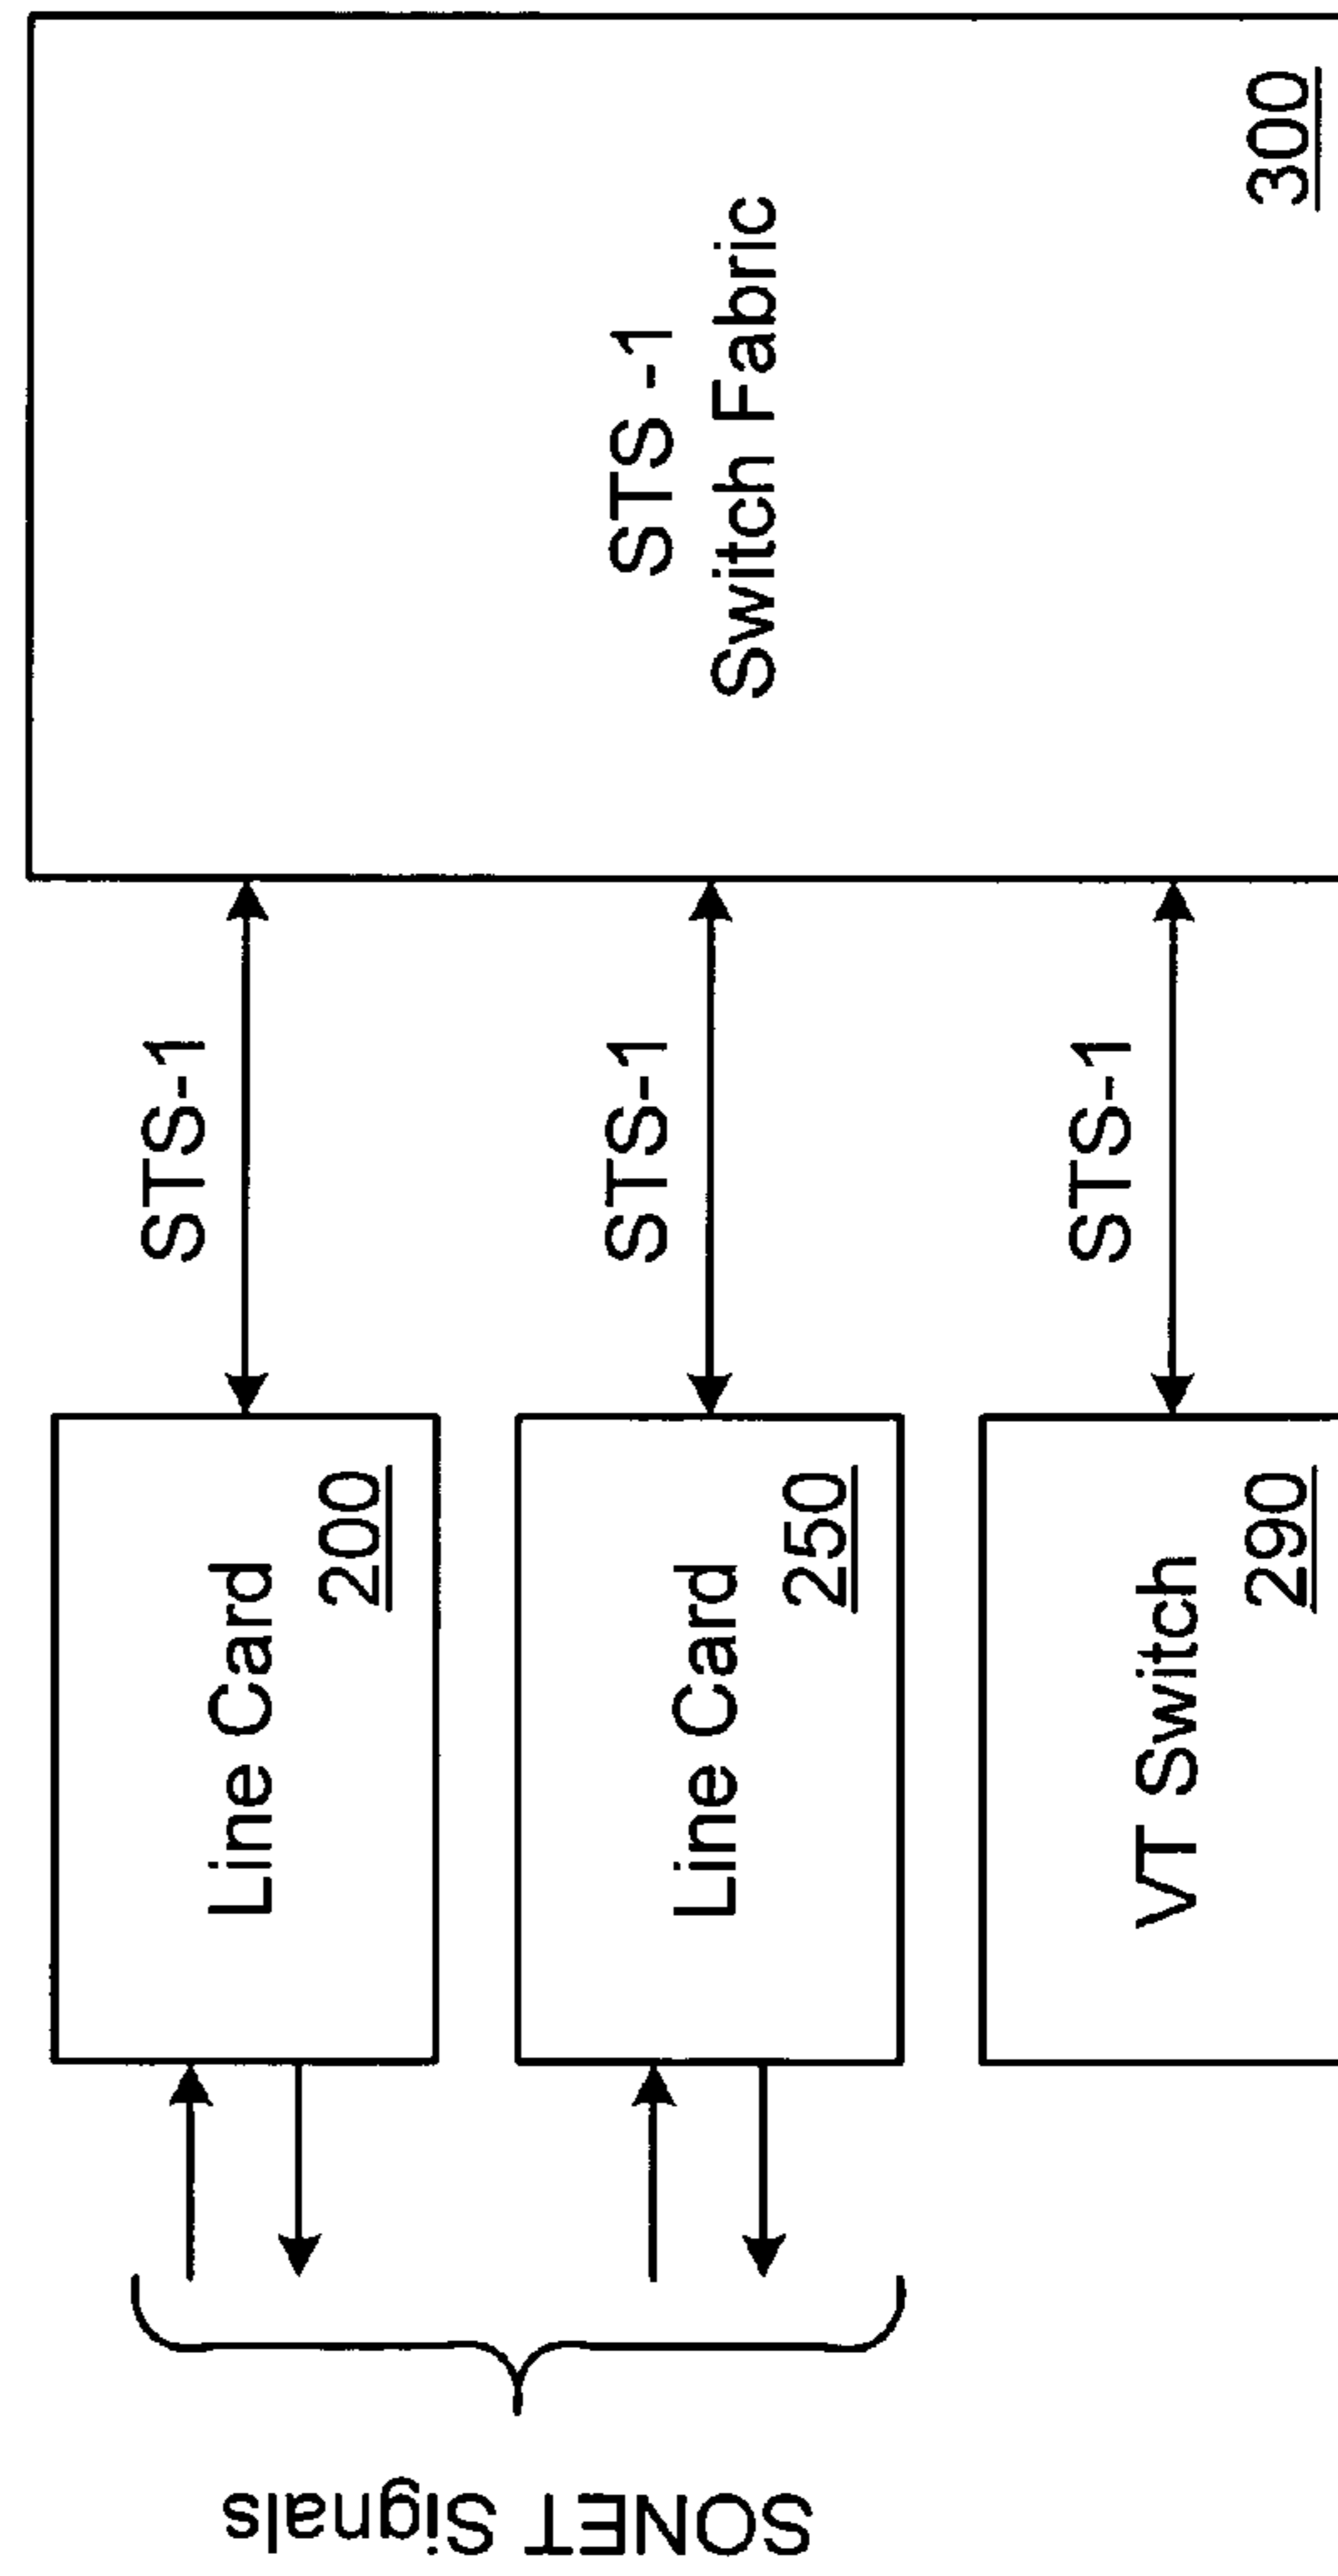 SONET Signals
Line Card
200
STS-1
Line Card
250
STS-1
VT Switch
290
STS-1
STS -1
Switch Fabric
300